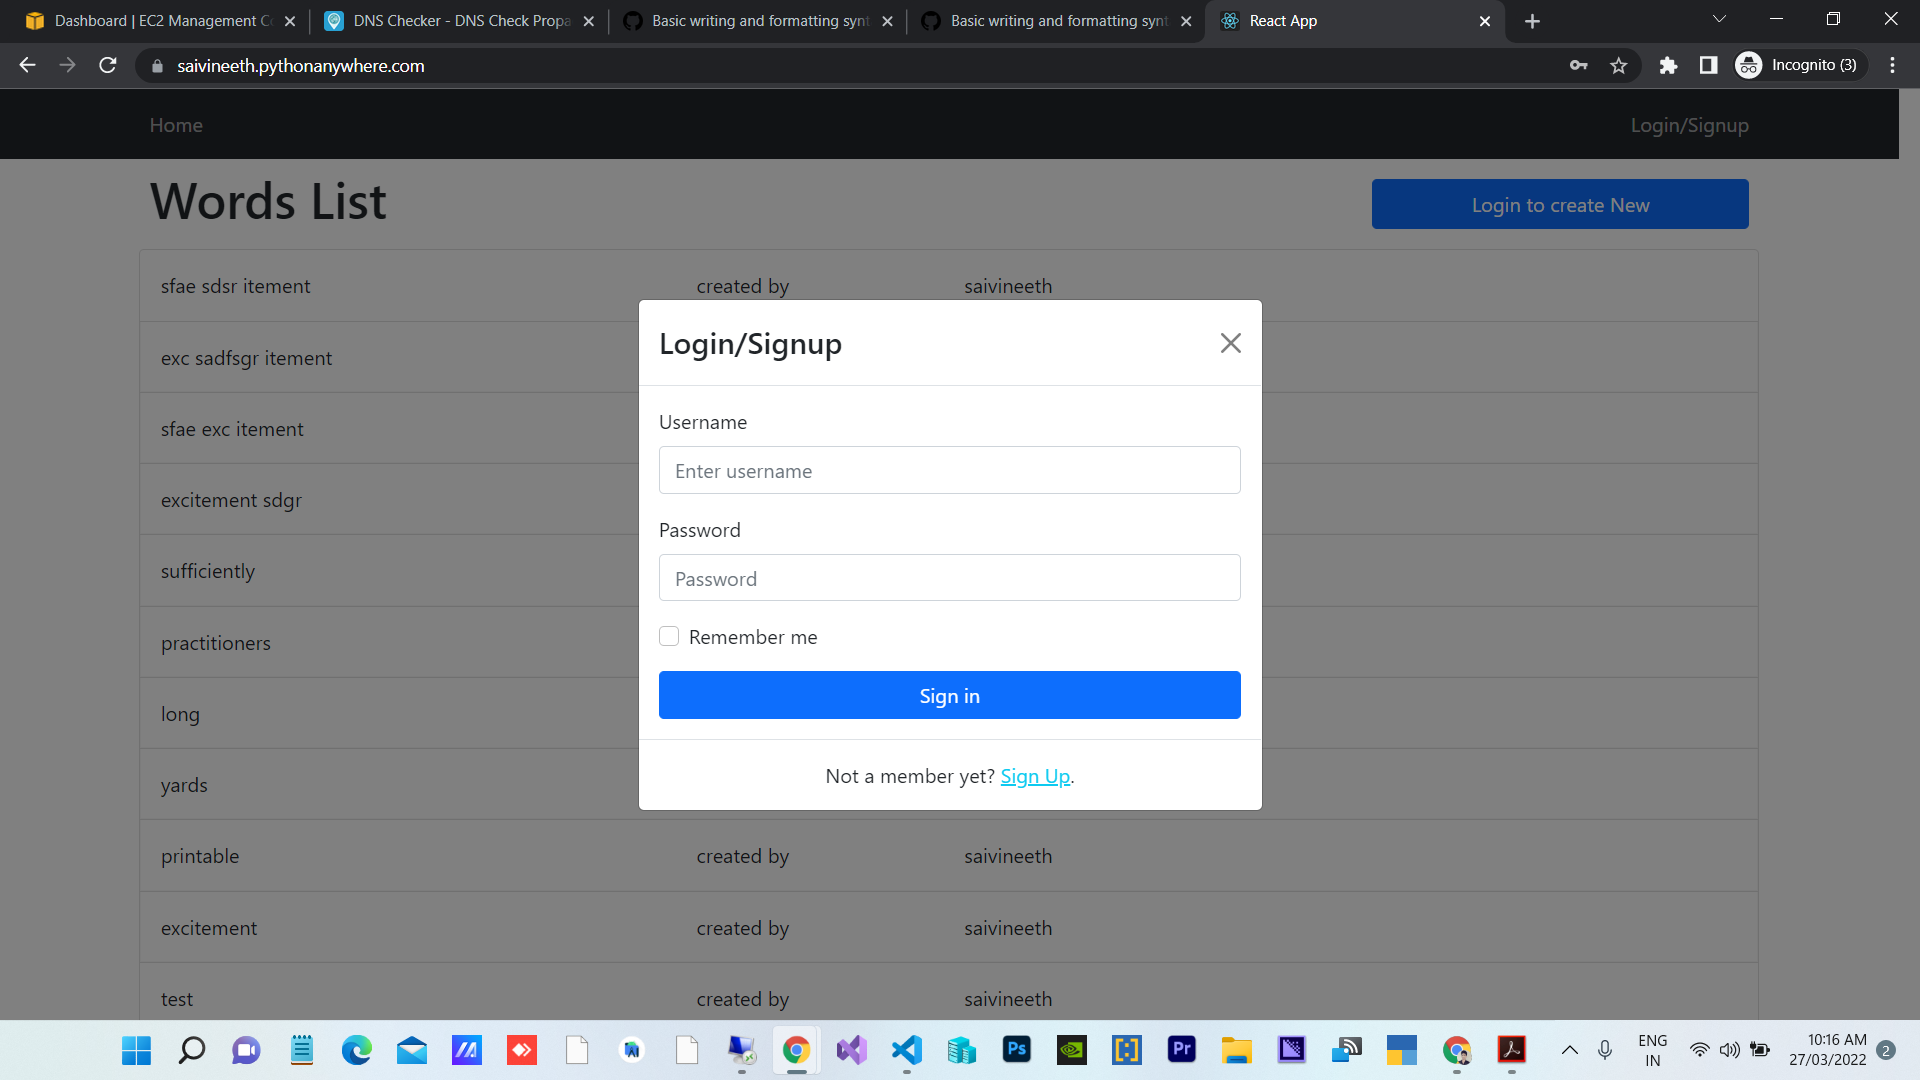 Dashboard | EC2 Management Co
DNS Checker - DNS Check Propa
Basic writing and formatting synt
Basic writing and formatting synt
React App
saivineeth.pythonanywhere.com
Incognito (3)
Home
Login/Signup
Words List
Login to create New
sfae sdsr itement created by saivineeth
exc sadfsgr itement
sfae exc itement
excitement sdgr
sufficiently
practitioners
long
yards
printable created by saivineeth
excitement created by saivineeth
test created by saivineeth
Login/Signup
Username
Enter username
Password
Password
Remember me
Sign in
Not a member yet? Sign Up.
Ps
Pr
ENG
IN
10:16 AM
27/03/2022
2